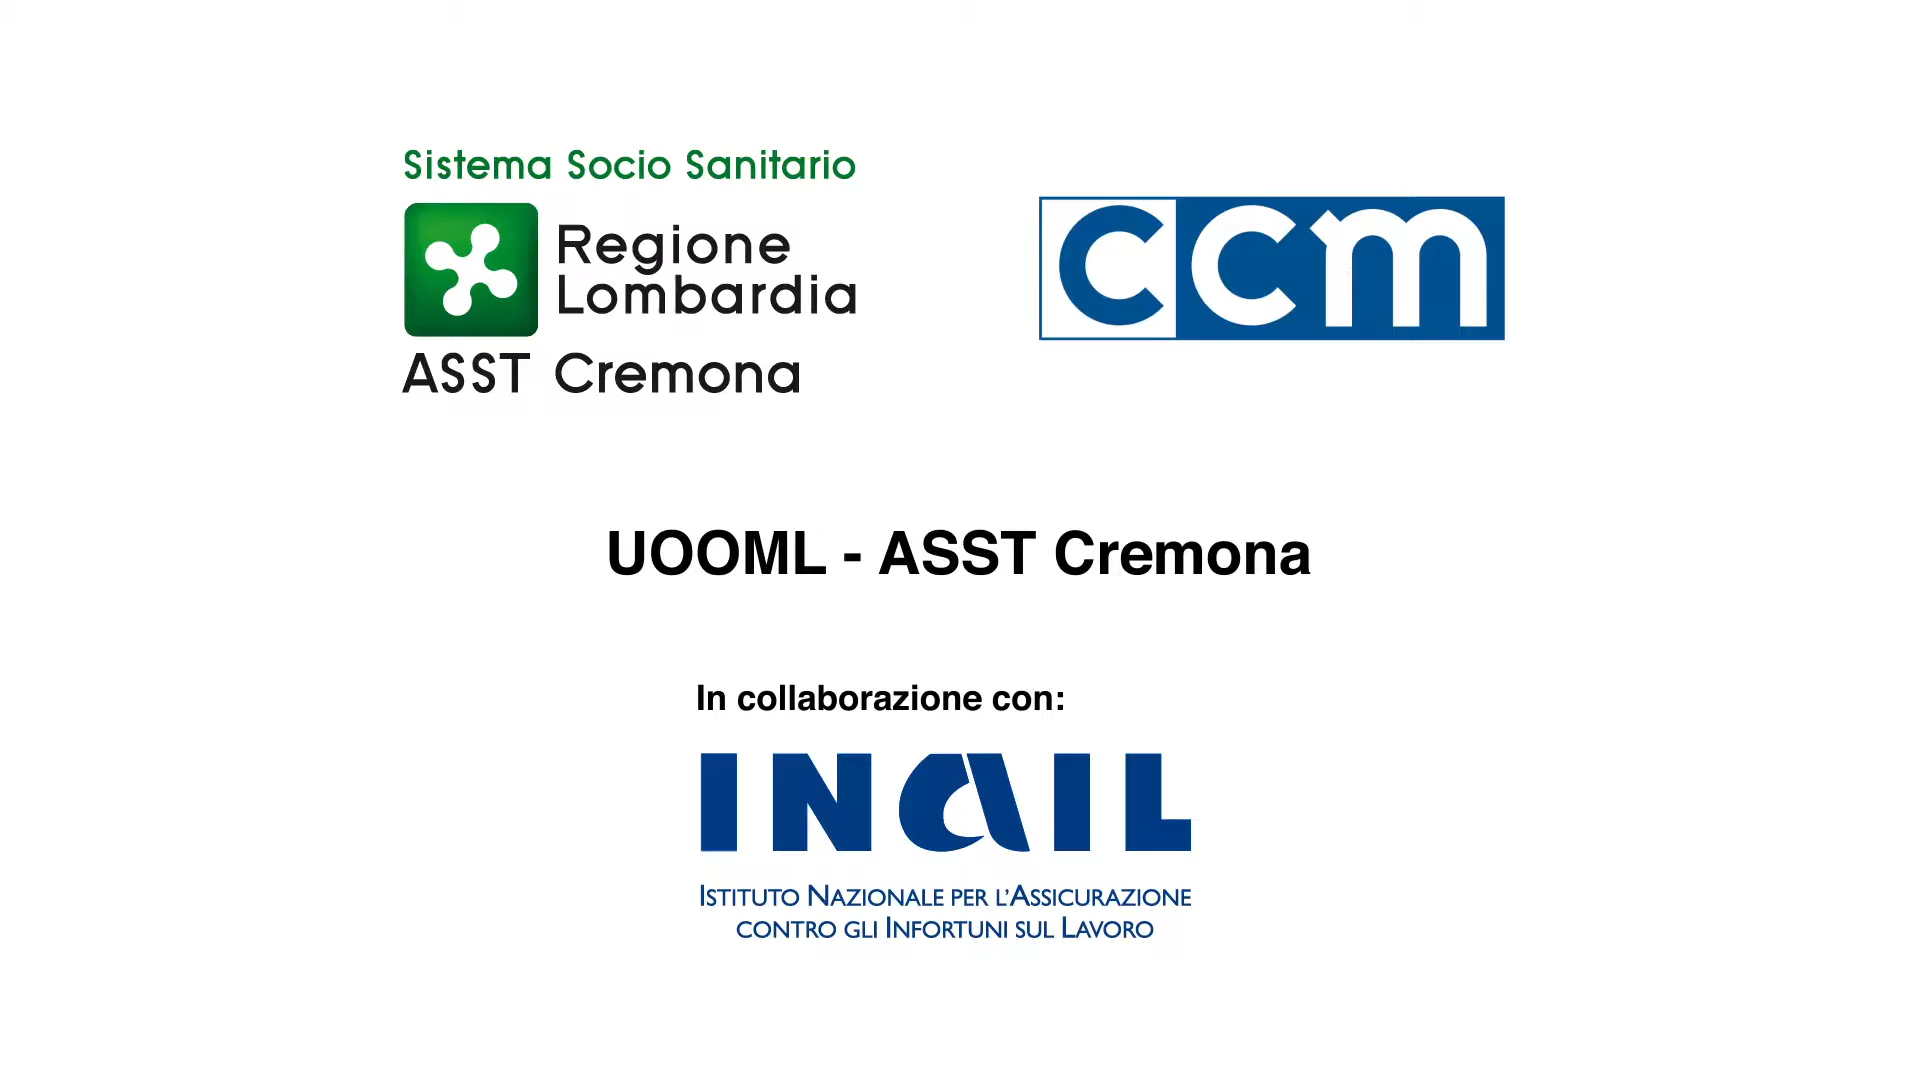 Sistema Socio Sanitario
Regione
Lombardia
ASST Cremona
ccm
UOOML - ASST Cremona
In collaborazione con:
INAIL
ISTITUTO NAZIONALE PER L'ASSICURAZIONE
CONTRO GLI INFORTUNI SUL LAVORO